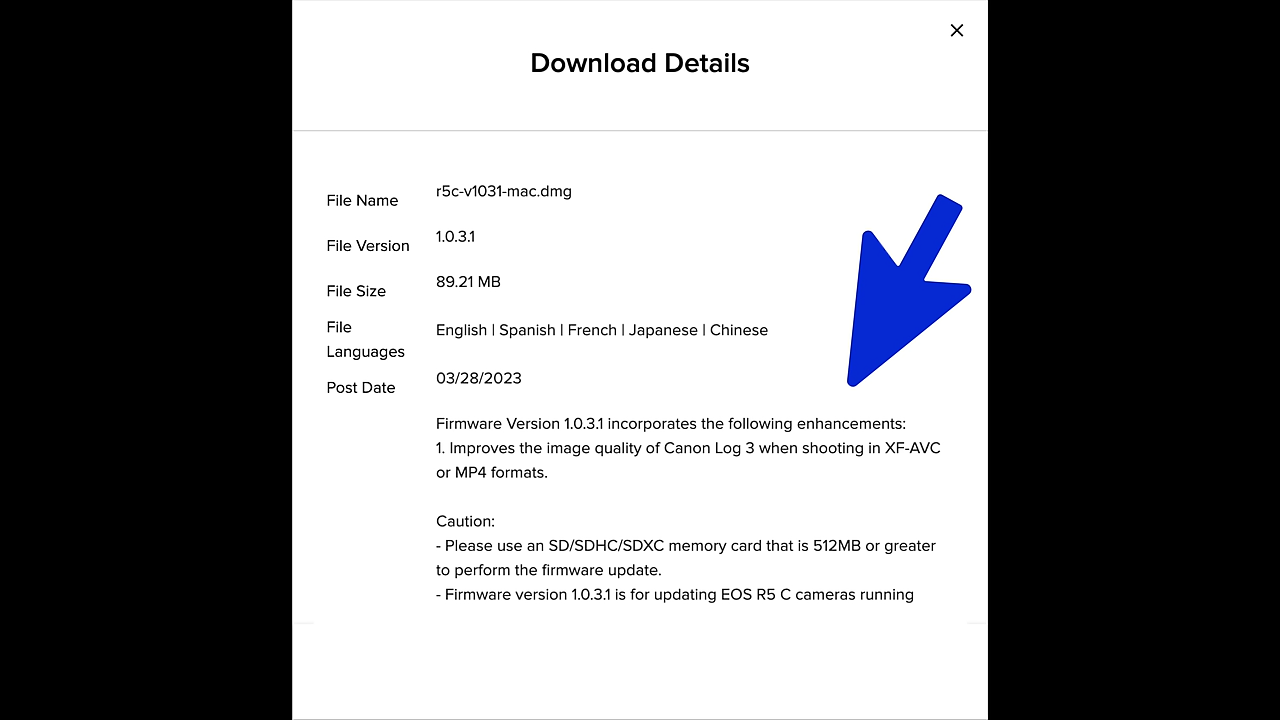 Download Details
File Name
r5c-v1031-mac.dmg
File Version
1.0.3.1
File Size
89.21 MB
File
Languages
English | Spanish | French | Japanese | Chinese
Post Date
03/28/2023
Firmware Version 1.0.3.1 incorporates the following enhancements:
1. Improves the image quality of Canon Log 3 when shooting in XF-AVC
or MP4 formats.
Caution:
- Please use an SD/SDHC/SDXC memory card that is 512MB or greater
to perform the firmware update.
- Firmware version 1.0.3.1 is for updating EOS R5 C cameras running